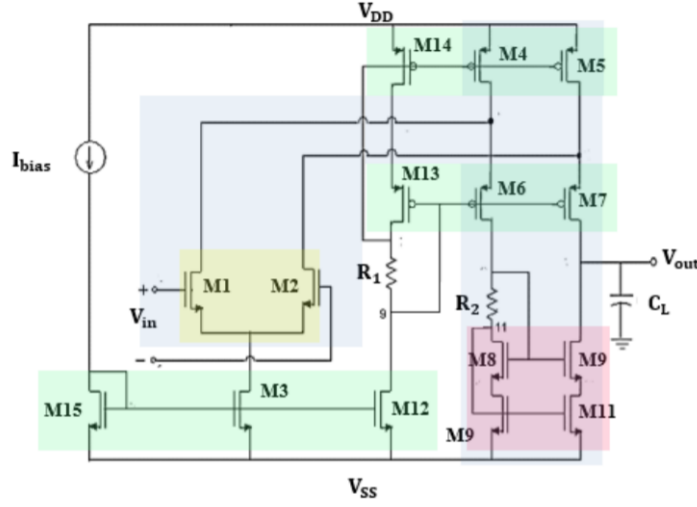 VDD
M14
M4
M5
Ibias
M13
M6
M7
Vout
R1
M1
M2
+
Vin
R2
CL
9
11
−
M8
M9
M3
M15
M12
M11
M9
VSS